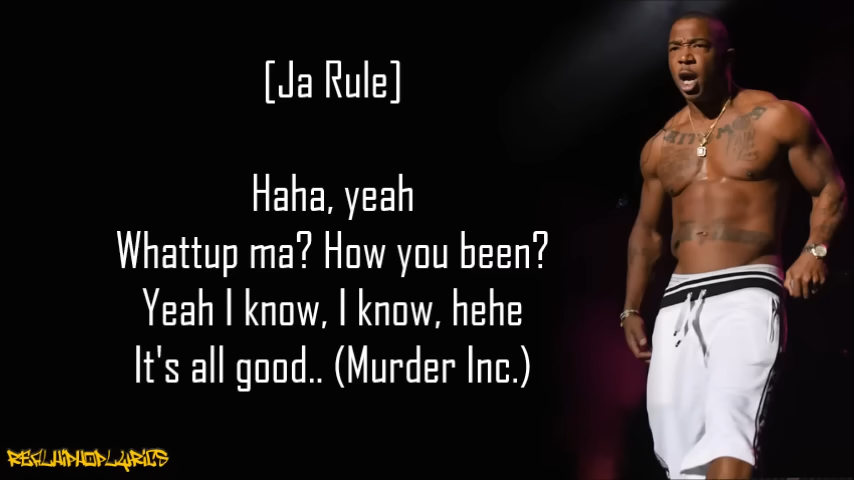 [Ja Rule]
Haha, yeah
Whattup ma? How you been?
Yeah I know, I know, hehe
It's all good.. (Murder Inc.)
REALHIPHOPLYRICS